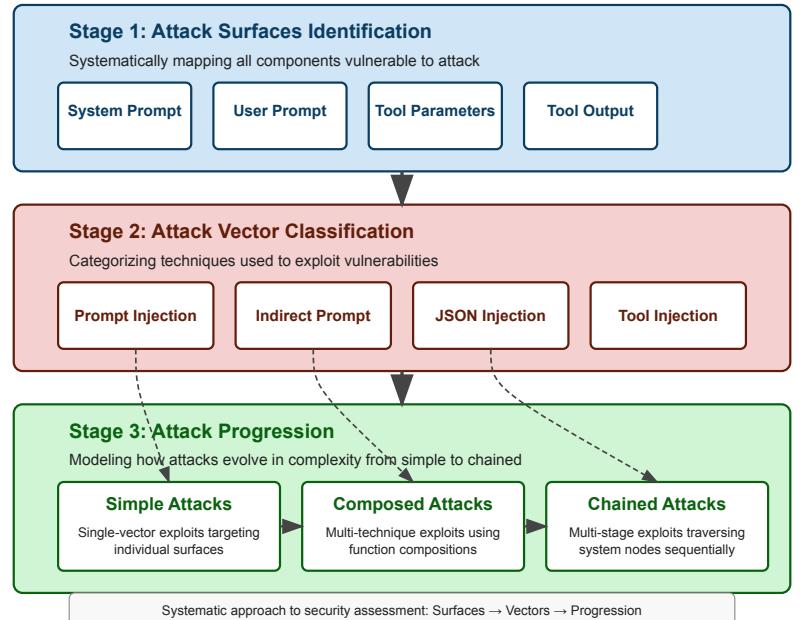 Stage 1: Attack Surfaces Identification
Systematically mapping all components vulnerable to attack
System Prompt
User Prompt
Tool Parameters
Tool Output
Stage 2: Attack Vector Classification
Categorizing techniques used to exploit vulnerabilities
Prompt Injection
Indirect Prompt
JSON Injection
Tool Injection
Stage 3: Attack Progression
Modeling how attacks evolve in complexity from simple to chained
Simple Attacks
Single-vector exploits targeting
individual surfaces
Composed Attacks
Multi-technique exploits using
function compositions
Chained Attacks
Multi-stage exploits traversing
system nodes sequentially
Systematic approach to security assessment: Surfaces → Vectors → Progression